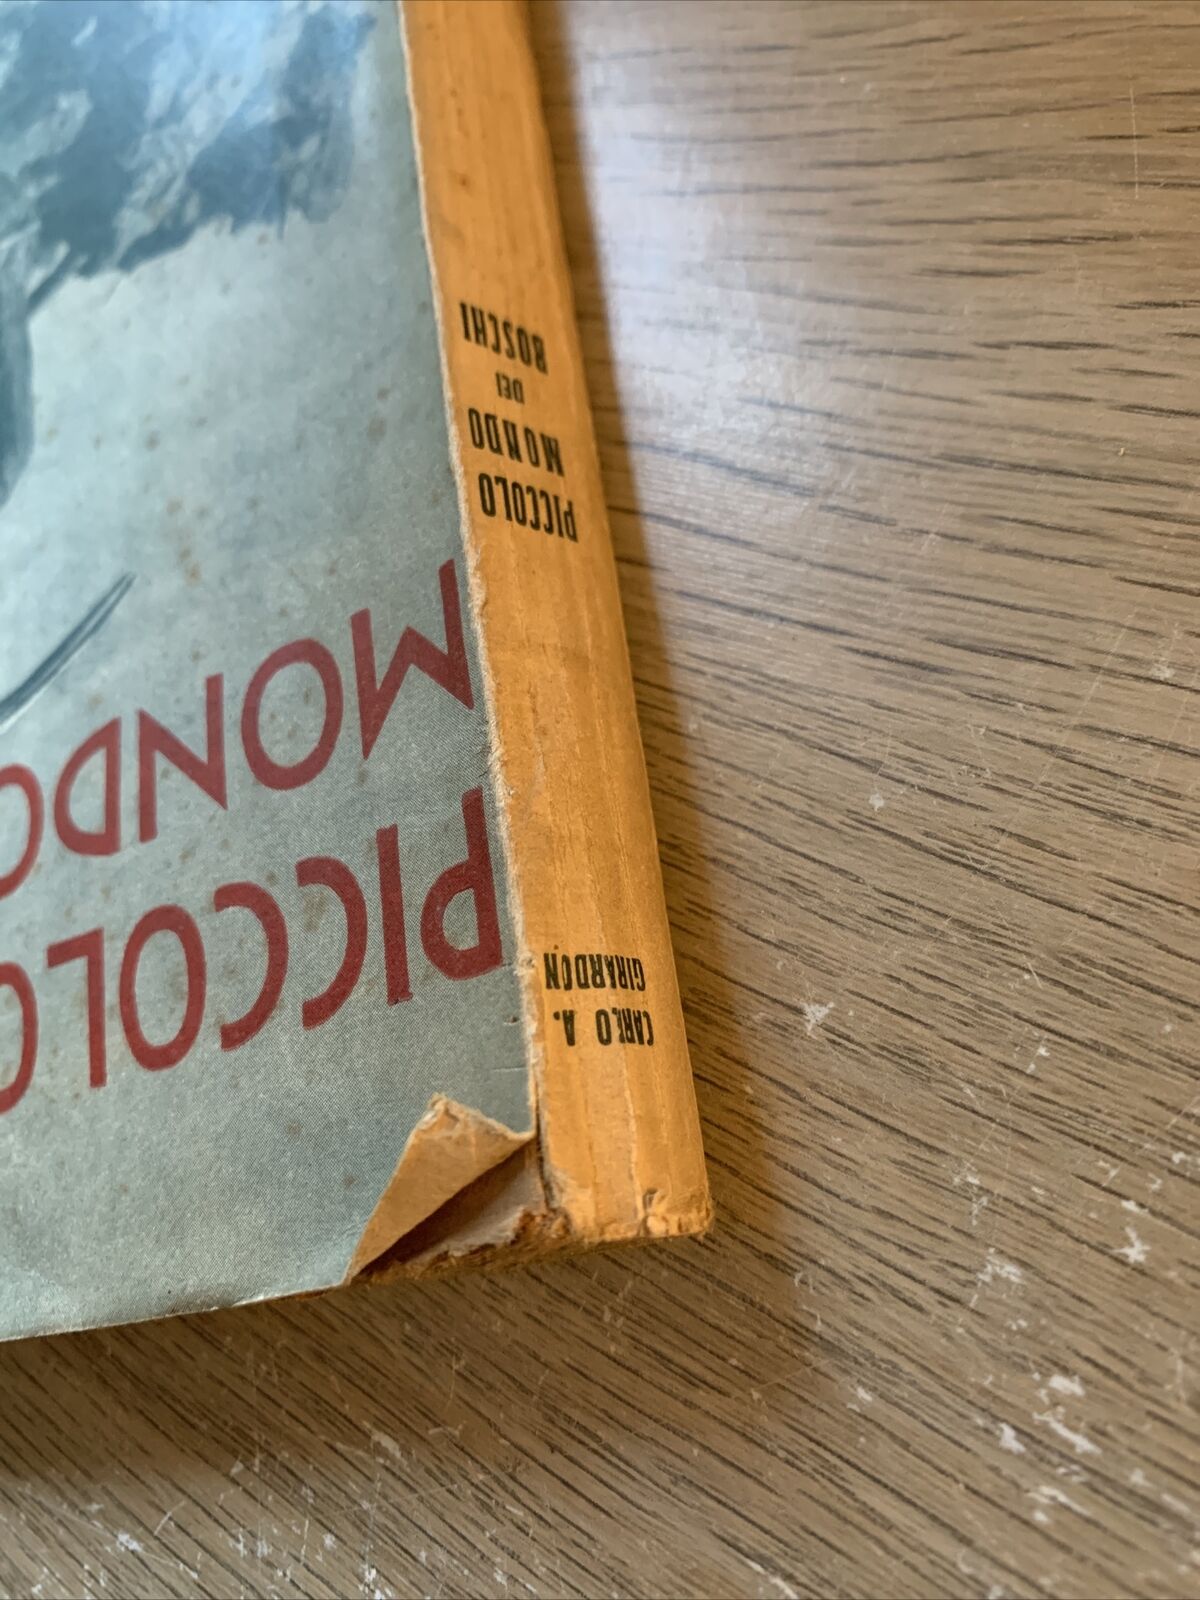 CARLO A.
GIRARDON
PICCOLO
MONDO
DEI
BOSCHI
PICCOLO
MONDO